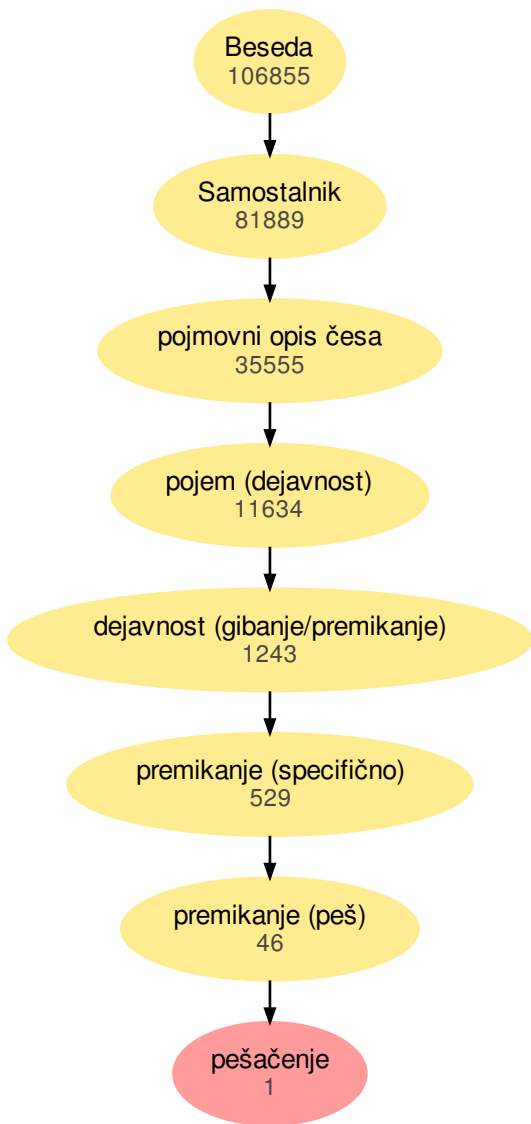 Beseda
106855
Samostalnik
81889
pojmovni opis česa
35555
pojem (dejavnost)
11634
dejavnost (gibanje/premikanje)
1243
premikanje (specifično)
529
premikanje (peš)
46
pešačenje
1